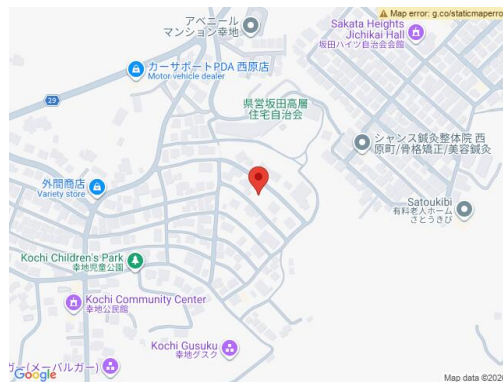 Map error: g.co/staticmaperro
アベニール
マンション幸地
Sakata Heights
Jichikai Hall
坂田ハイツ自治会会館
カーサポートPDA 西原店
Motor vehicle dealer
29
県営坂田高層
住宅自治会
シャンス鍼灸整体院 西
原町/骨格矯正/美容鍼灸
外間商店
Variety store
Satoukibi
有料老人ホーム
さとうきび
Kochi Children's Park
幸地児童公園
Kochi Community Center
幸地公民館
Kochi Gusuku
幸地グスク
ガー(メーバルガー)
Google
Map data ©202